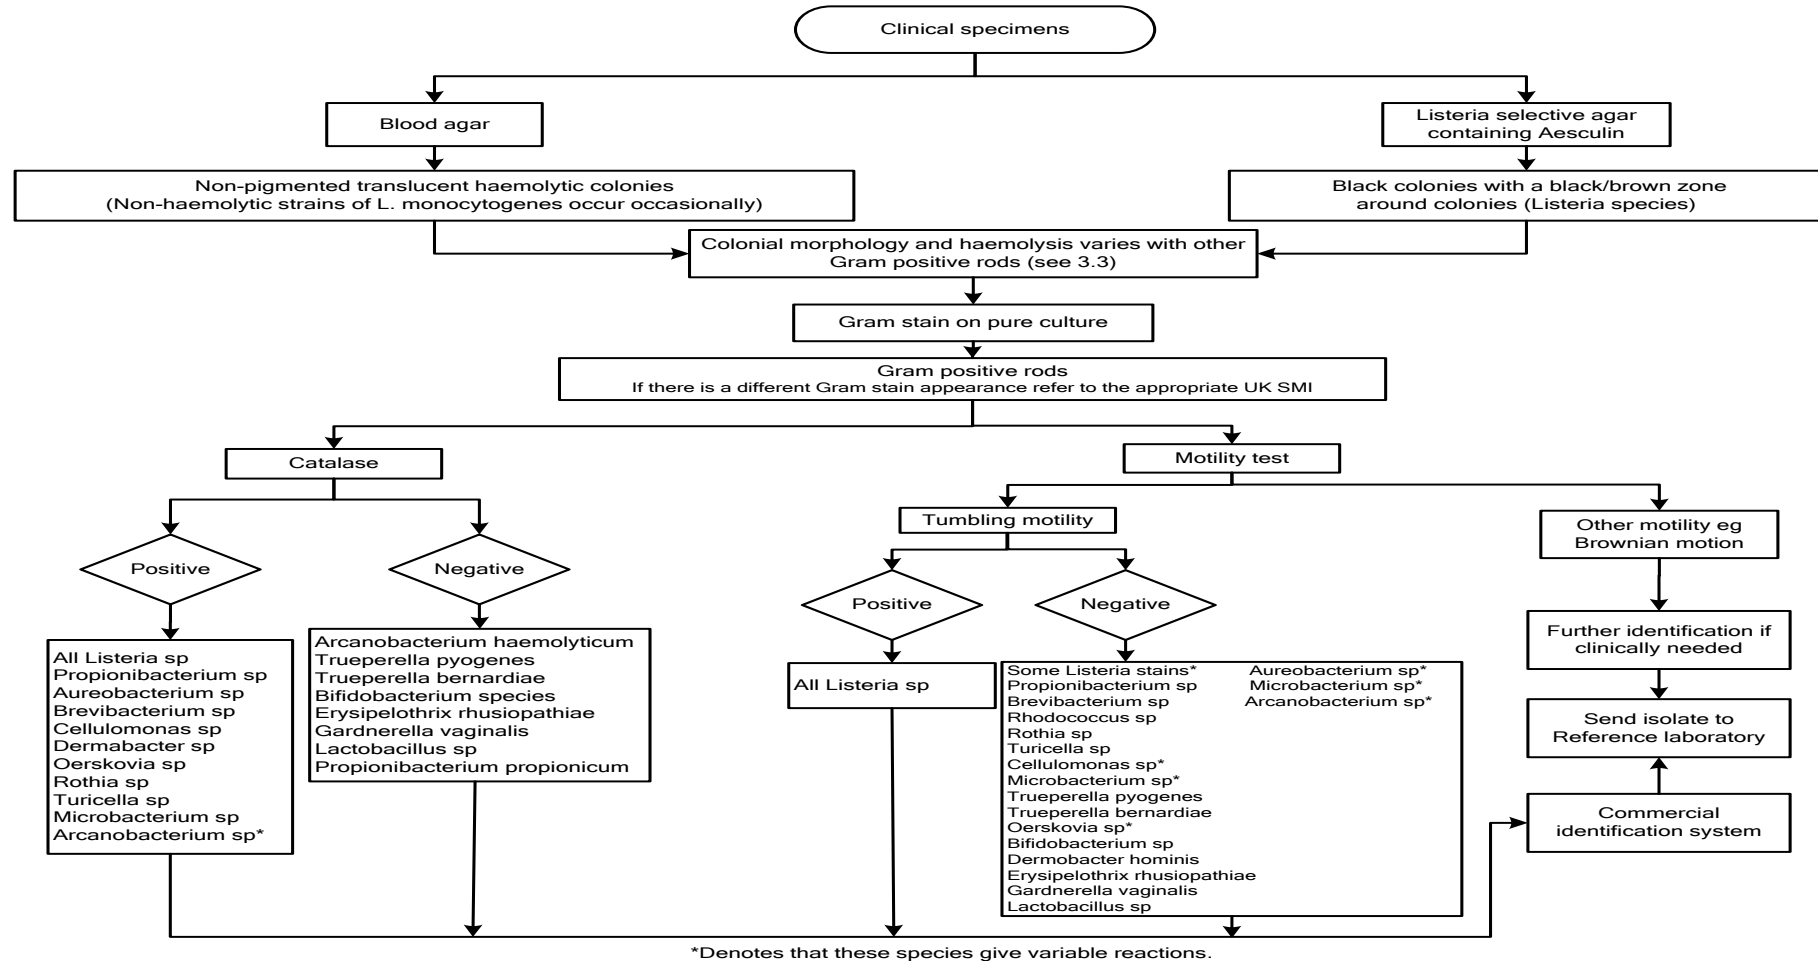 Clinical specimens
Blood agar
Listeria selective agar
containing Aesculin
Non-pigmented translucent haemolytic colonies
(Non-haemolytic strains of L. monocytogenes occur occasionally)
Black colonies with a black/brown zone
around colonies (Listeria species)
Colonial morphology and haemolysis varies with other
Gram positive rods (see 3.3)
Gram stain on pure culture
Gram positive rods
If there is a different Gram stain appearance refer to the appropriate UK SMI
Catalase
Motility test
Tumbling motility
Other motility eg
Brownian motion
Positive
Negative
Positive
Negative
All Listeria sp
Propionibacterium sp
Aureobacterium sp
Brevibacterium sp
Cellulomonas sp
Dermabacter sp
Oerskovia sp
Rothia sp
Turicella sp
Microbacterium sp
Arcanobacterium sp*
Arcanobacterium haemolyticum
Trueperella pyogenes
Trueperella bernardiae
Bifidobacterium species
Erysipelothrix rhusiopathiae
Gardnerella vaginalis
Lactobacillus sp
Propionibacterium propionicum
All Listeria sp
Some Listeria stains*
Propionibacterium sp
Brevibacterium sp
Rhodococcus sp
Rothia sp
Turicella sp
Cellulomonas sp*
Microbacterium sp*
Trueperella pyogenes
Trueperella bernardiae
Oerskovia sp*
Bifidobacterium sp
Dermobacter hominis
Erysipelothrix rhusiopathiae
Gardnerella vaginalis
Lactobacillus sp
Aureobacterium sp*
Microbacterium sp*
Arcanobacterium sp*
Further identification if
clinically needed
Send isolate to
Reference laboratory
Commercial
identification system
*Denotes that these species give variable reactions.